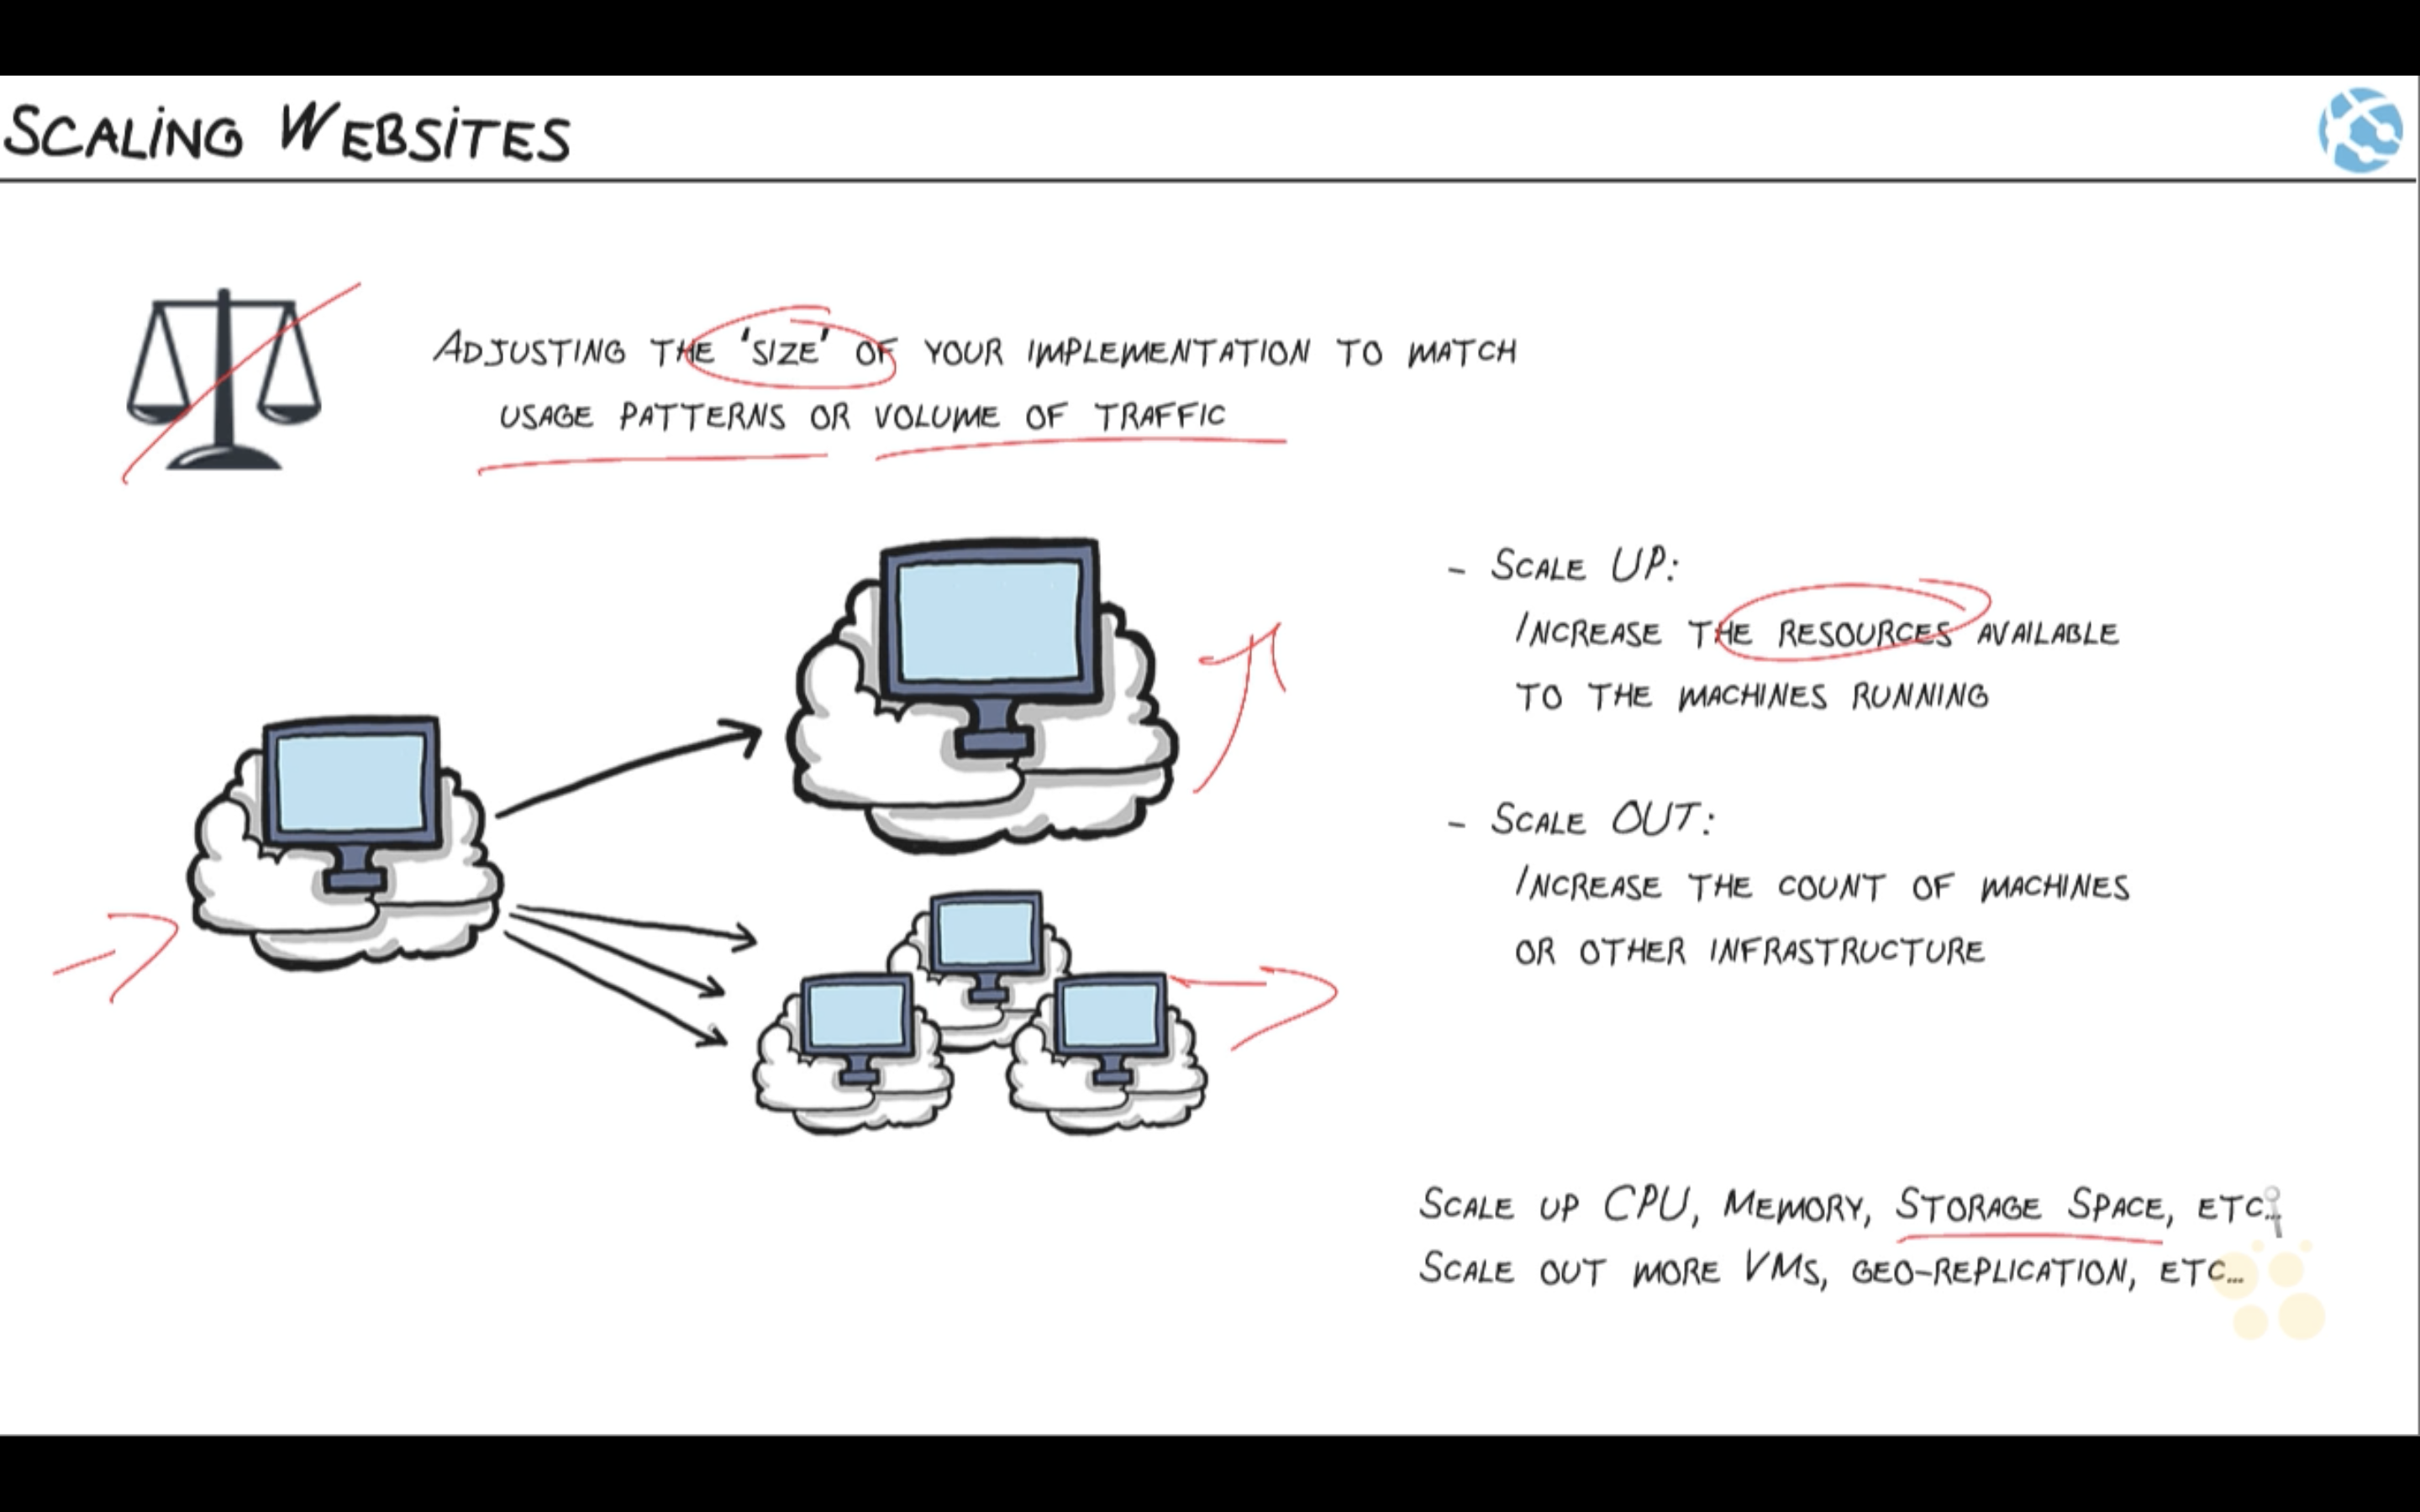 Scaling Websites
Adjusting the 'size' of your implementation to match
usage patterns or volume of traffic
- Scale UP:
Increase the resources available
to the machines running
- Scale OUT:
Increase the count of machines
or other infrastructure
Scale up CPU, Memory, Storage Space, etc...
Scale out more VMs, geo-replication, etc...